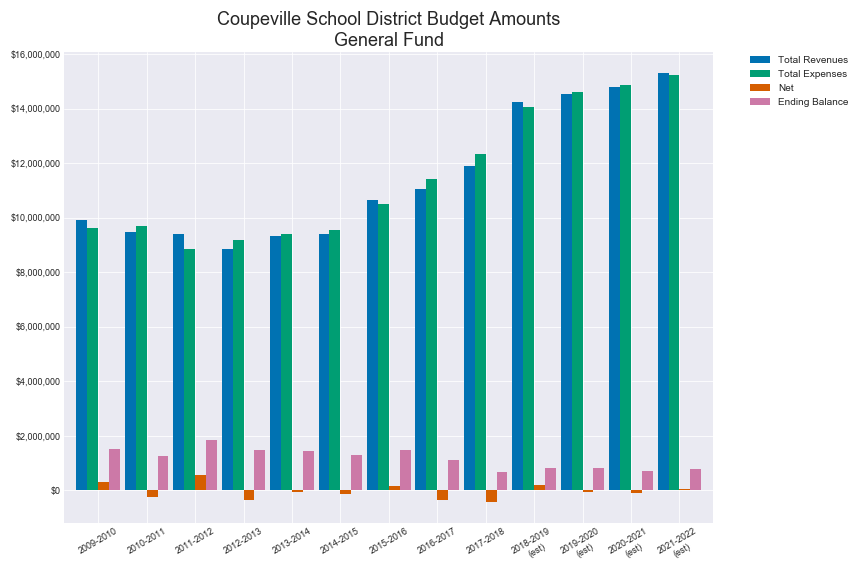 Coupeville School District Budget Amounts
General Fund
$16,000,000
$14,000,000
$12,000,000
$10,000,000
$8,000,000
$6,000,000
$4,000,000
$2,000,000
$0
2009-2010
2010-2011
2011-2012
2012-2013
2013-2014
2014-2015
2015-2016
2016-2017
2017-2018
2018-2019
(est)
2019-2020
(est)
2020-2021
(est)
2021-2022
(est)
Total Revenues
Total Expenses
Net
Ending Balance